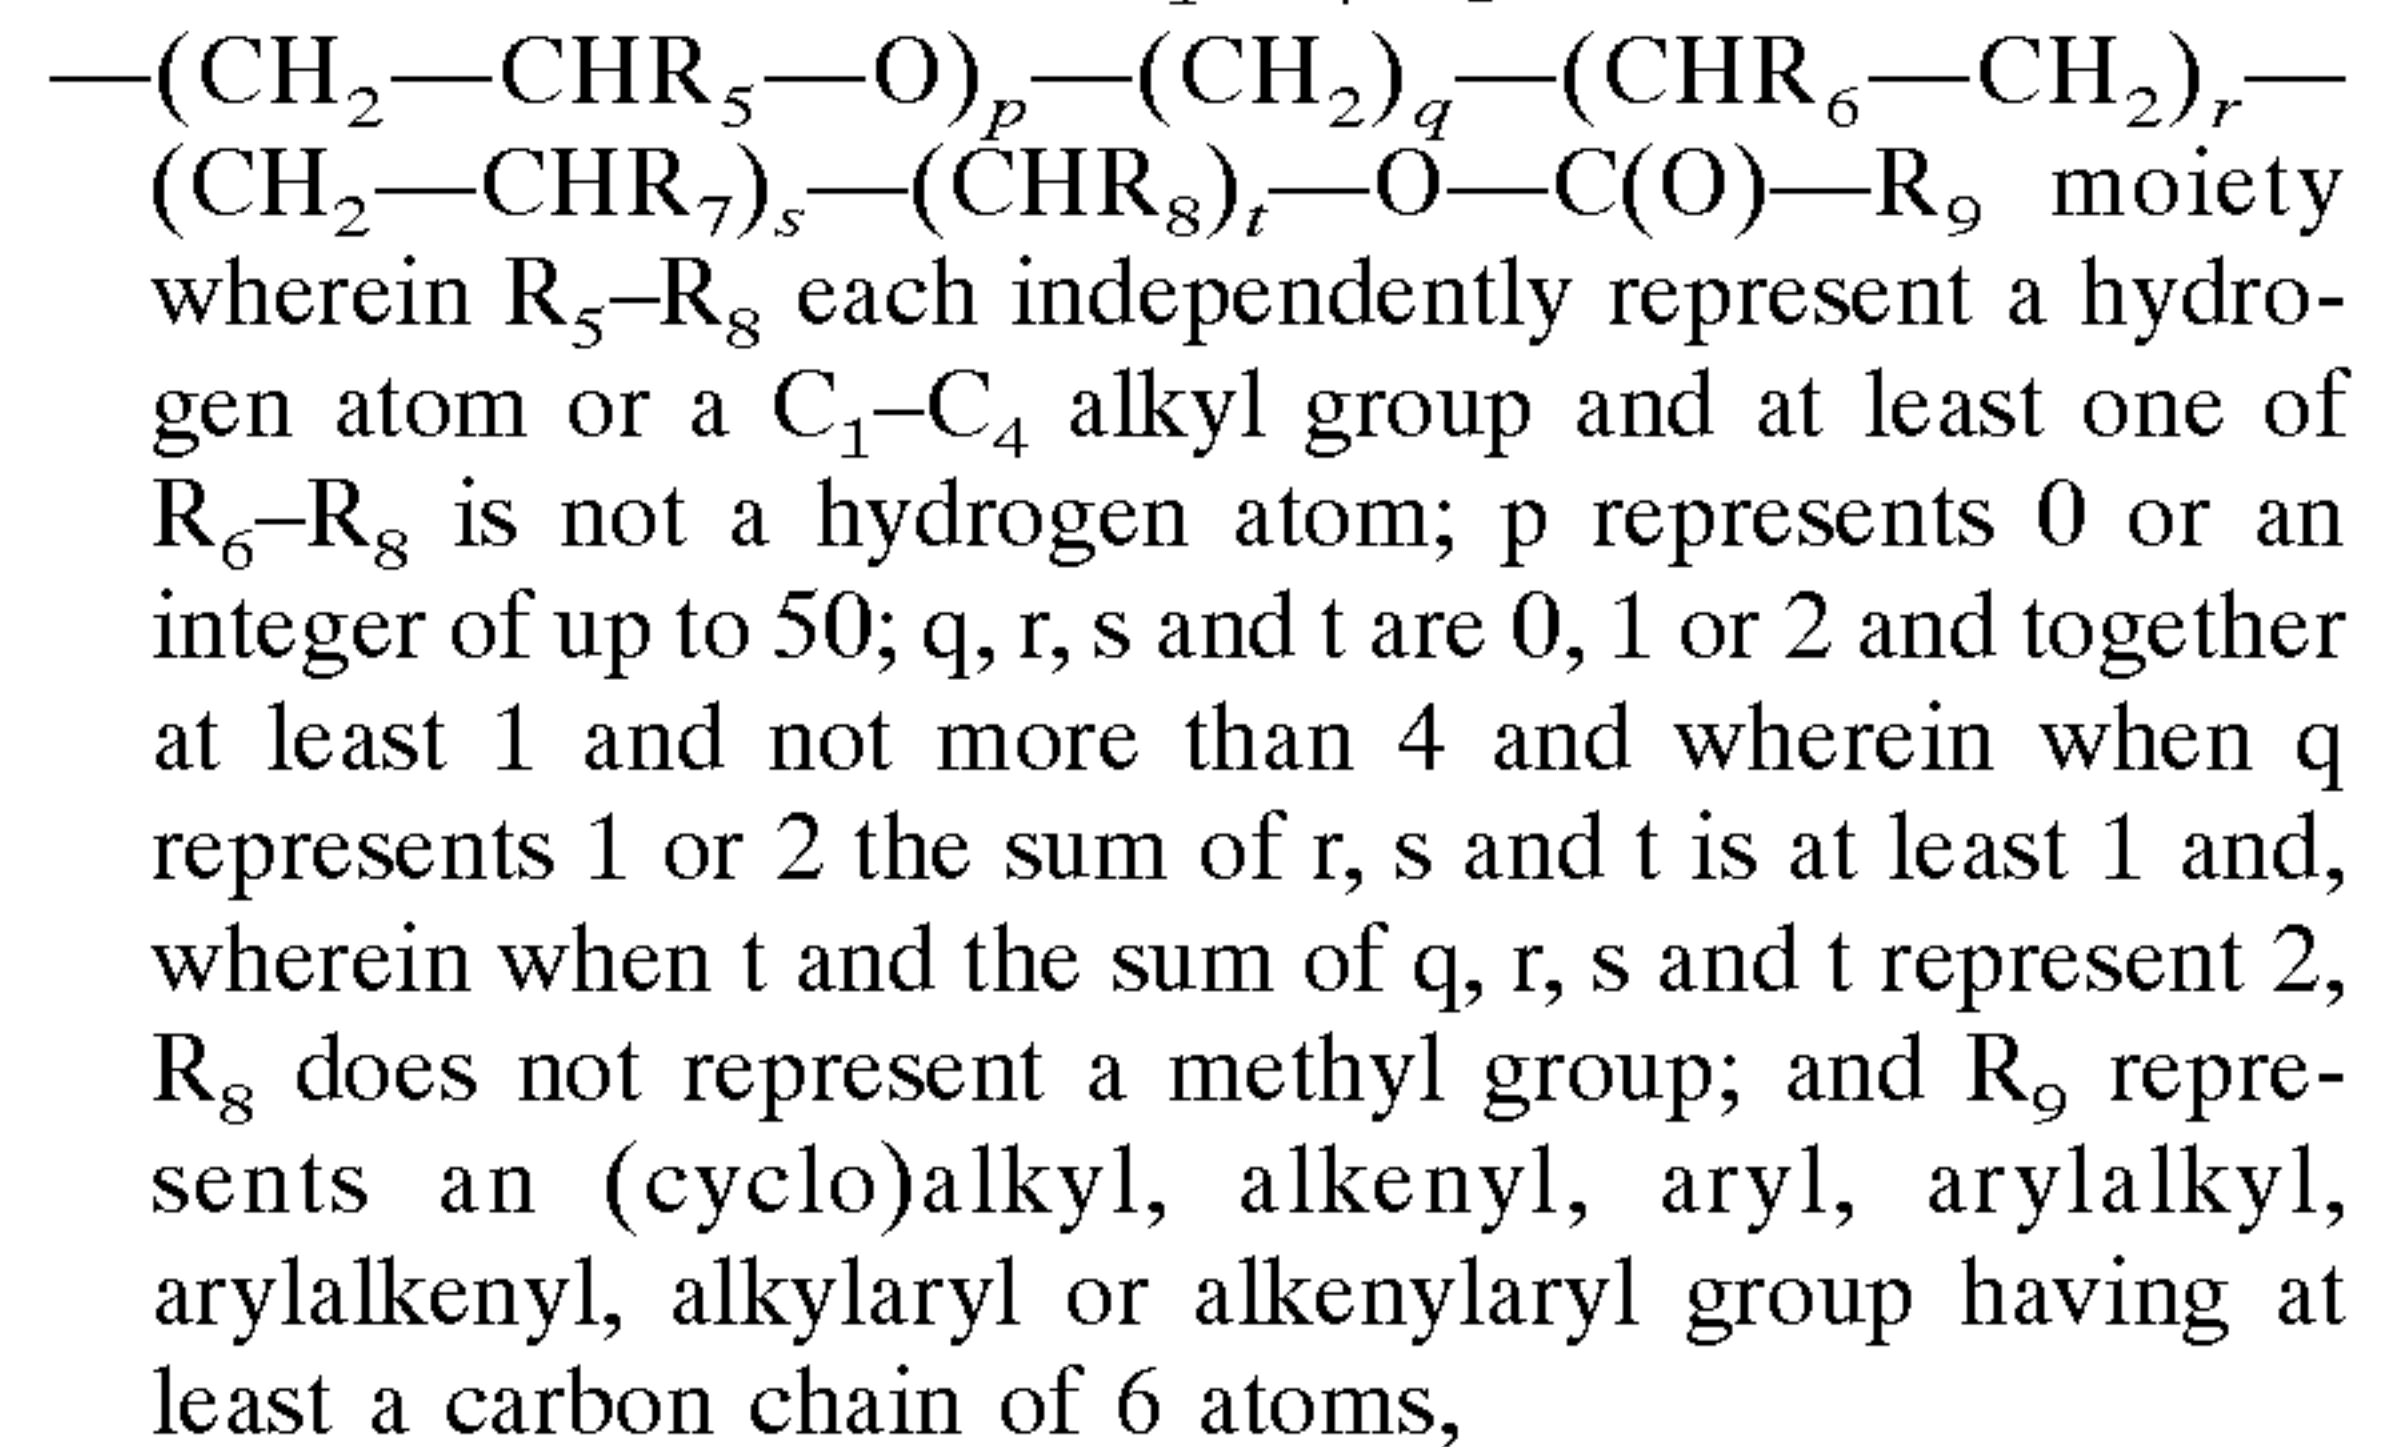 —(CH₂—CHR₅—O)ₚ—(CH₂)q—(CHR₆—CH₂)ᵣ—
(CH₂—CHR₇)ₛ—(CHR₈)ₜ—O—C(O)—R₉ moiety
wherein R₅–R₈ each independently represent a hydro-
gen atom or a C₁–C₄ alkyl group and at least one of
R₆–R₈ is not a hydrogen atom; p represents 0 or an
integer of up to 50; q, r, s and t are 0, 1 or 2 and together
at least 1 and not more than 4 and wherein when q
represents 1 or 2 the sum of r, s and t is at least 1 and,
wherein when t and the sum of q, r, s and t represent 2,
R₈ does not represent a methyl group; and R₉ repre-
sents an (cyclo)alkyl, alkenyl, aryl, arylalkyl,
arylalkenyl, alkylaryl or alkenylaryl group having at
least a carbon chain of 6 atoms,